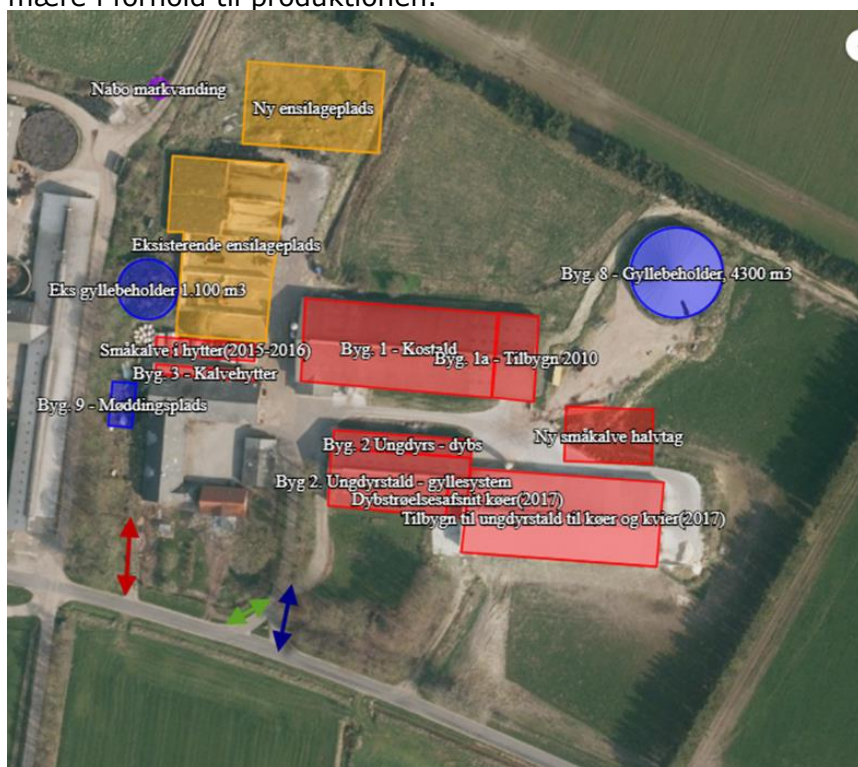 mære i forhold til produktionen.
Nabo markvanding
Ny ensilageplads
Eksisterende ensilageplads
Byg. 8 - Gyllebeholder, 4300 m3
Eks gyllebeholder 1.100 m3
Småkalve i hytter(2015-2016)
Byg. 1 - Kostald
Byg. 1a - Tilbygn.2010
Byg. 3 - Kalvehytter
Byg. 9 - Møddingsplads
Ny småkalve halvtag
Byg. 2 Ungdyrs - dybs
Byg 2. Ungdyrstald - gyllesystem
Dybstrøelsesafsnit køer(2017)
Tilbygn til ungdyrstald til køer og kvier(2017)